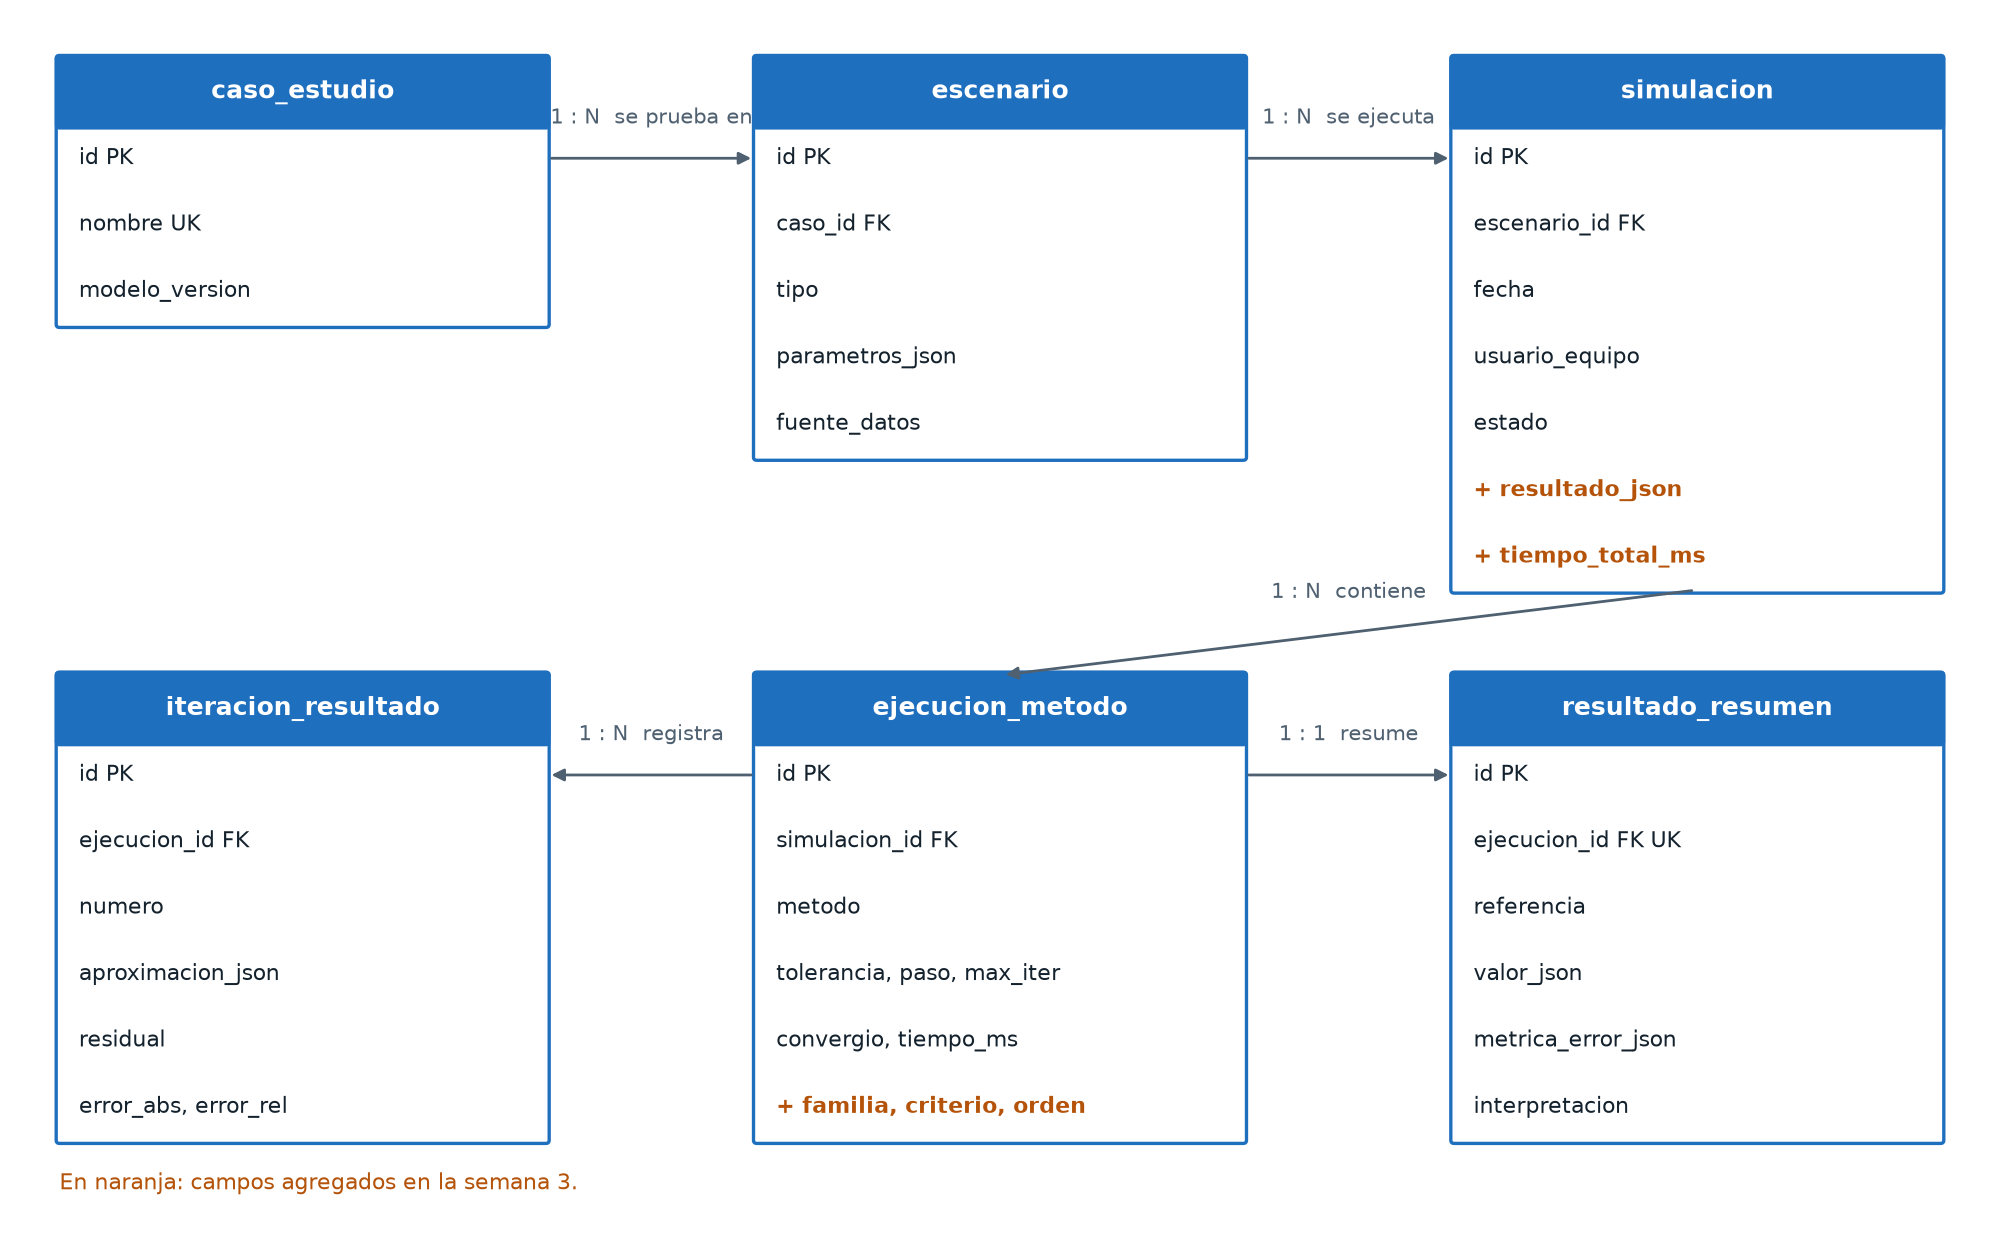 caso_estudio
id PK
nombre UK
modelo_version
1 : N  se prueba en
escenario
id PK
caso_id FK
tipo
parametros_json
fuente_datos
1 : N  se ejecuta
simulacion
id PK
escenario_id FK
fecha
usuario_equipo
estado
+ resultado_json
+ tiempo_total_ms
1 : N  contiene
iteracion_resultado
id PK
ejecucion_id FK
numero
aproximacion_json
residual
error_abs, error_rel
1 : N  registra
ejecucion_metodo
id PK
simulacion_id FK
metodo
tolerancia, paso, max_iter
convergio, tiempo_ms
+ familia, criterio, orden
1 : 1  resume
resultado_resumen
id PK
ejecucion_id FK UK
referencia
valor_json
metrica_error_json
interpretacion
En naranja: campos agregados en la semana 3.